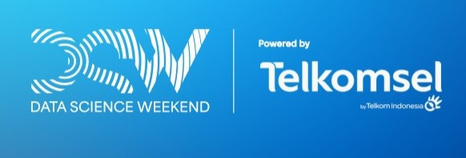 DSW
DATA SCIENCE WEEKEND
Powered by
Telkomsel
by Telkom Indonesia